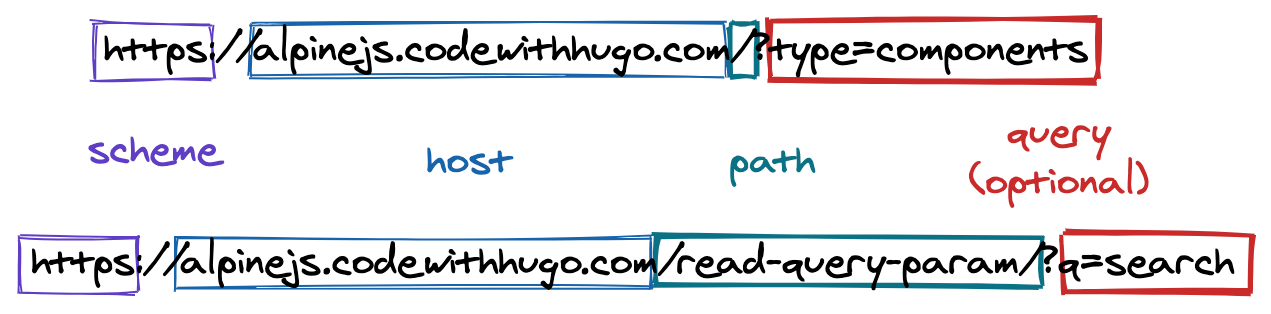 https://alpinejs.codewithhugo.com/?type=components
scheme host path query
(optional)
https://alpinejs.codewithhugo.com/read-query-param/?q=search